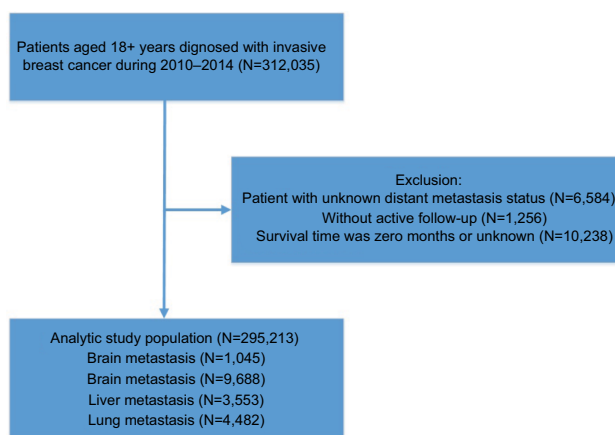 Patients aged 18+ years dignosed with invasive
breast cancer during 2010–2014 (N=312,035)
Exclusion:
Patient with unknown distant metastasis status (N=6,584)
Without active follow-up (N=1,256)
Survival time was zero months or unknown (N=10,238)
Analytic study population (N=295,213)
Brain metastasis (N=1,045)
Brain metastasis (N=9,688)
Liver metastasis (N=3,553)
Lung metastasis (N=4,482)